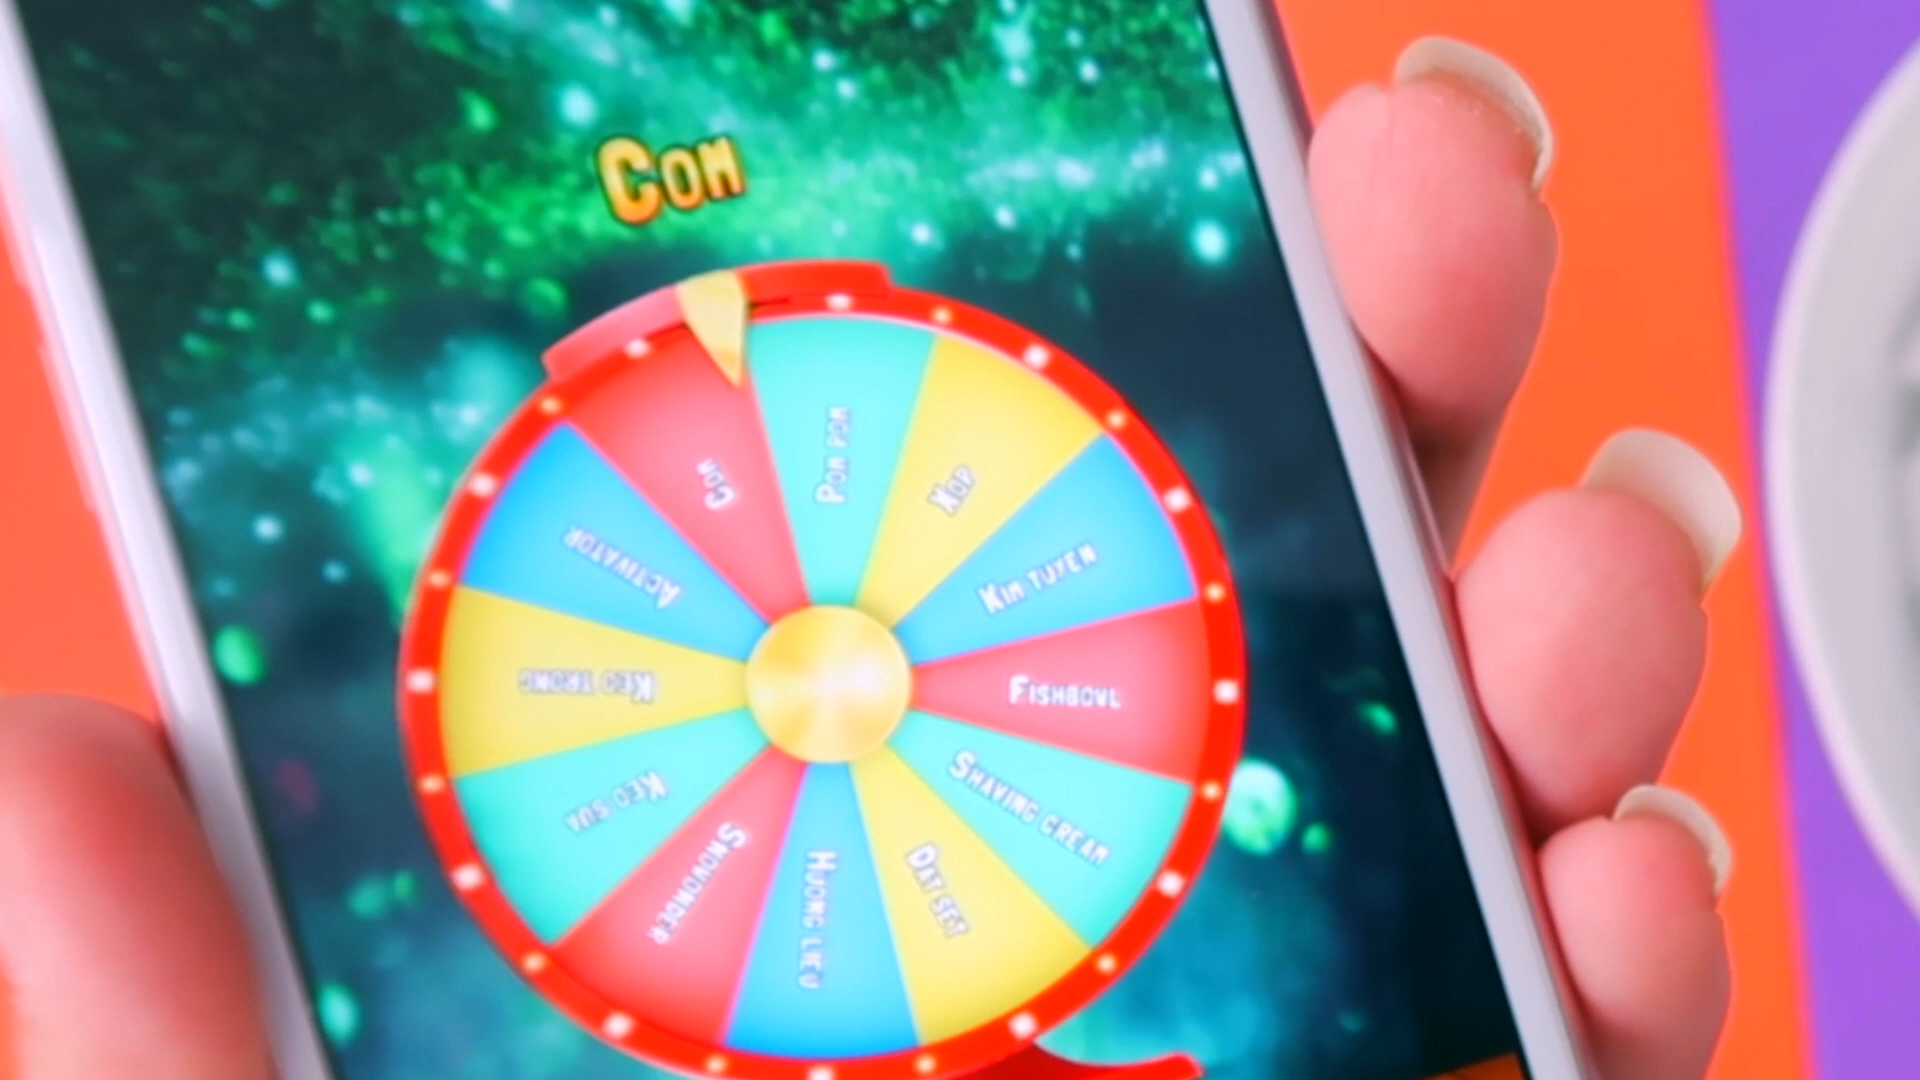 COM
COM
POM POM
XOP
KIM TUYEN
FISHBOWL
SHAVING CREAM
DAT SET
HUONG LIEU
SNOWONDER
KEO SUA
KEO TRONG
ACTIVATOR